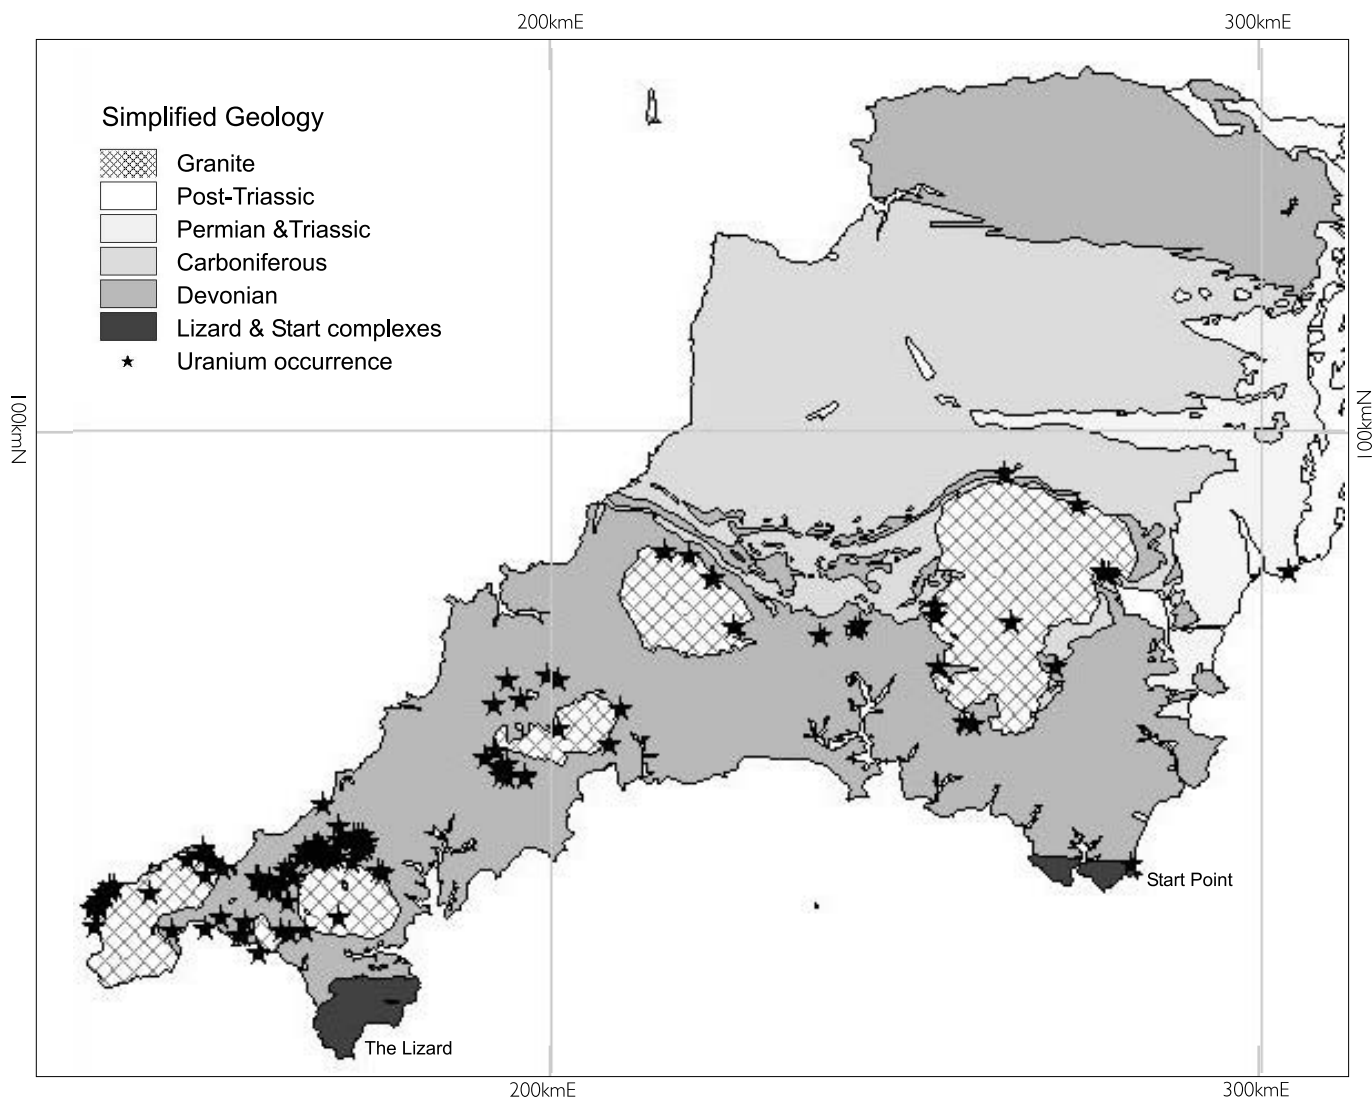 200kmE
300kmE
Simplified Geology
Granite
Post-Triassic
Permian &Triassic
Carboniferous
Devonian
Lizard & Start complexes
Uranium occurrence
100kmN
100kmN
Start Point
The Lizard
200kmE
300kmE